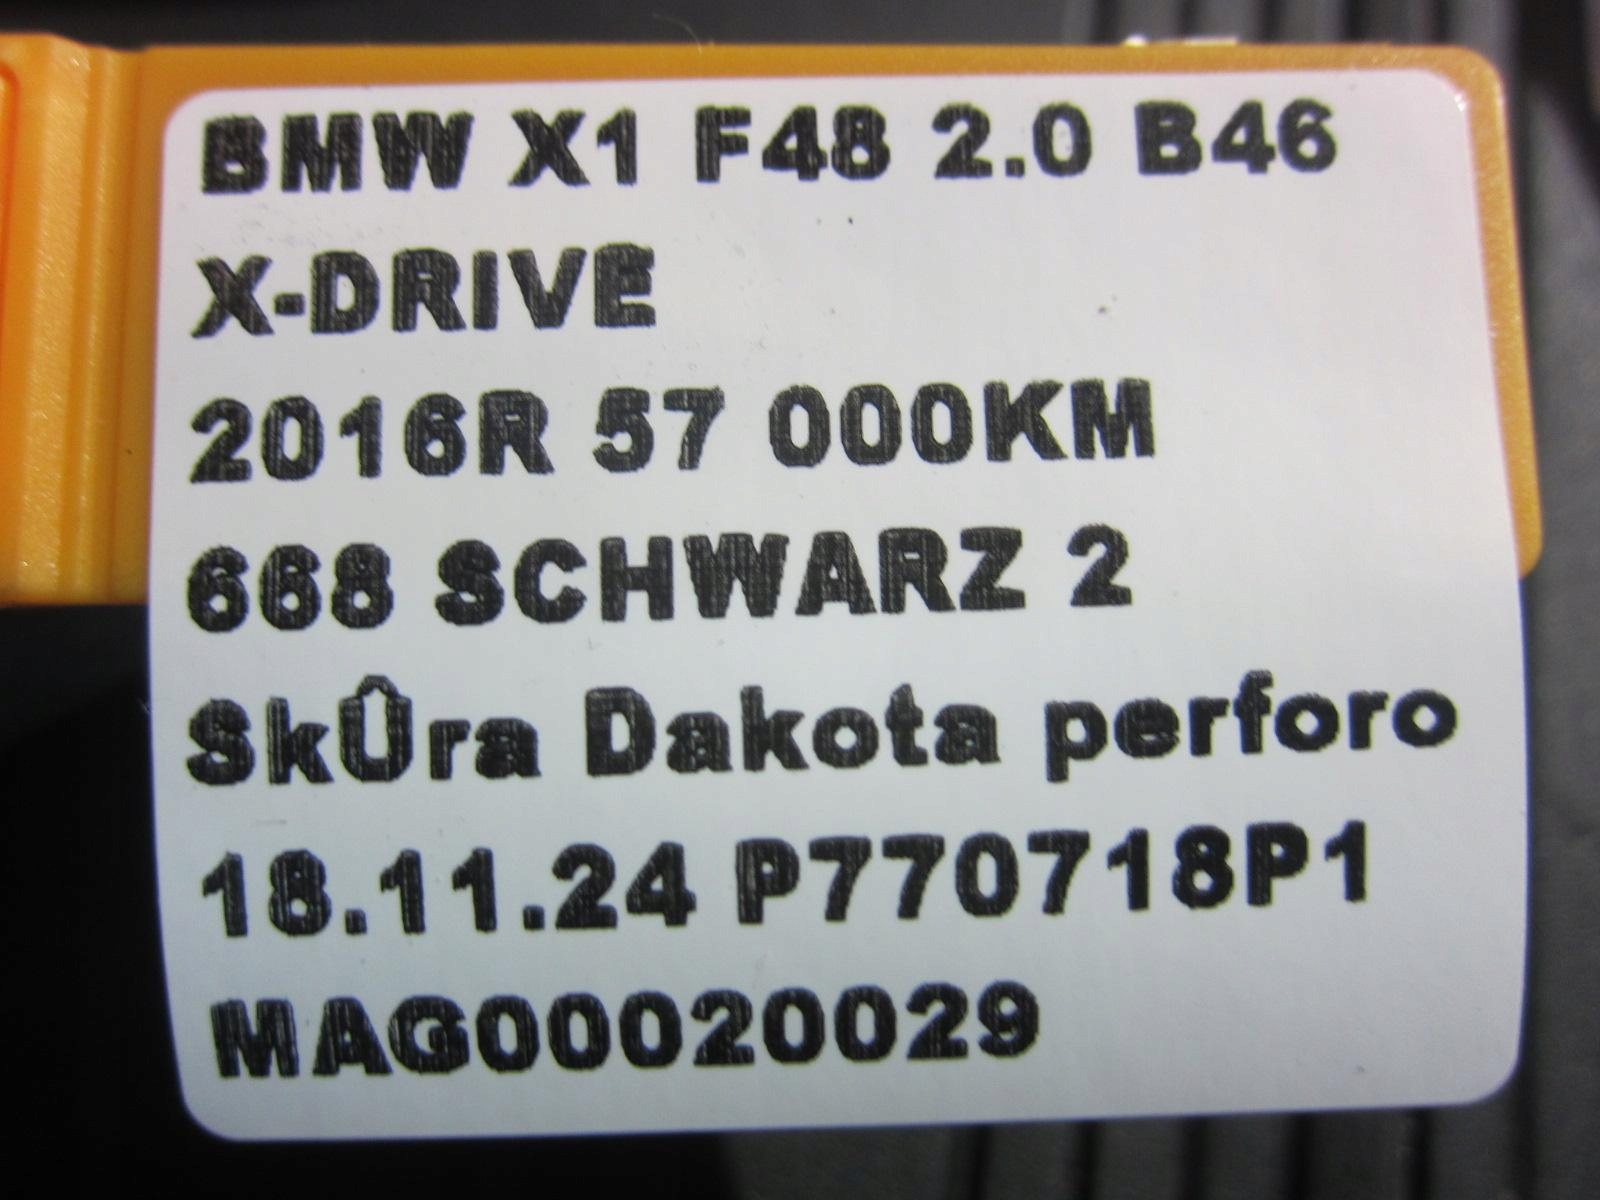 BMW X1 F48 2.0 B46
X-DRIVE
2016R 57 000KM
668 SCHWARZ 2
SkÛra Dakota perforo
18.11.24 P770718P1
MAG00020029